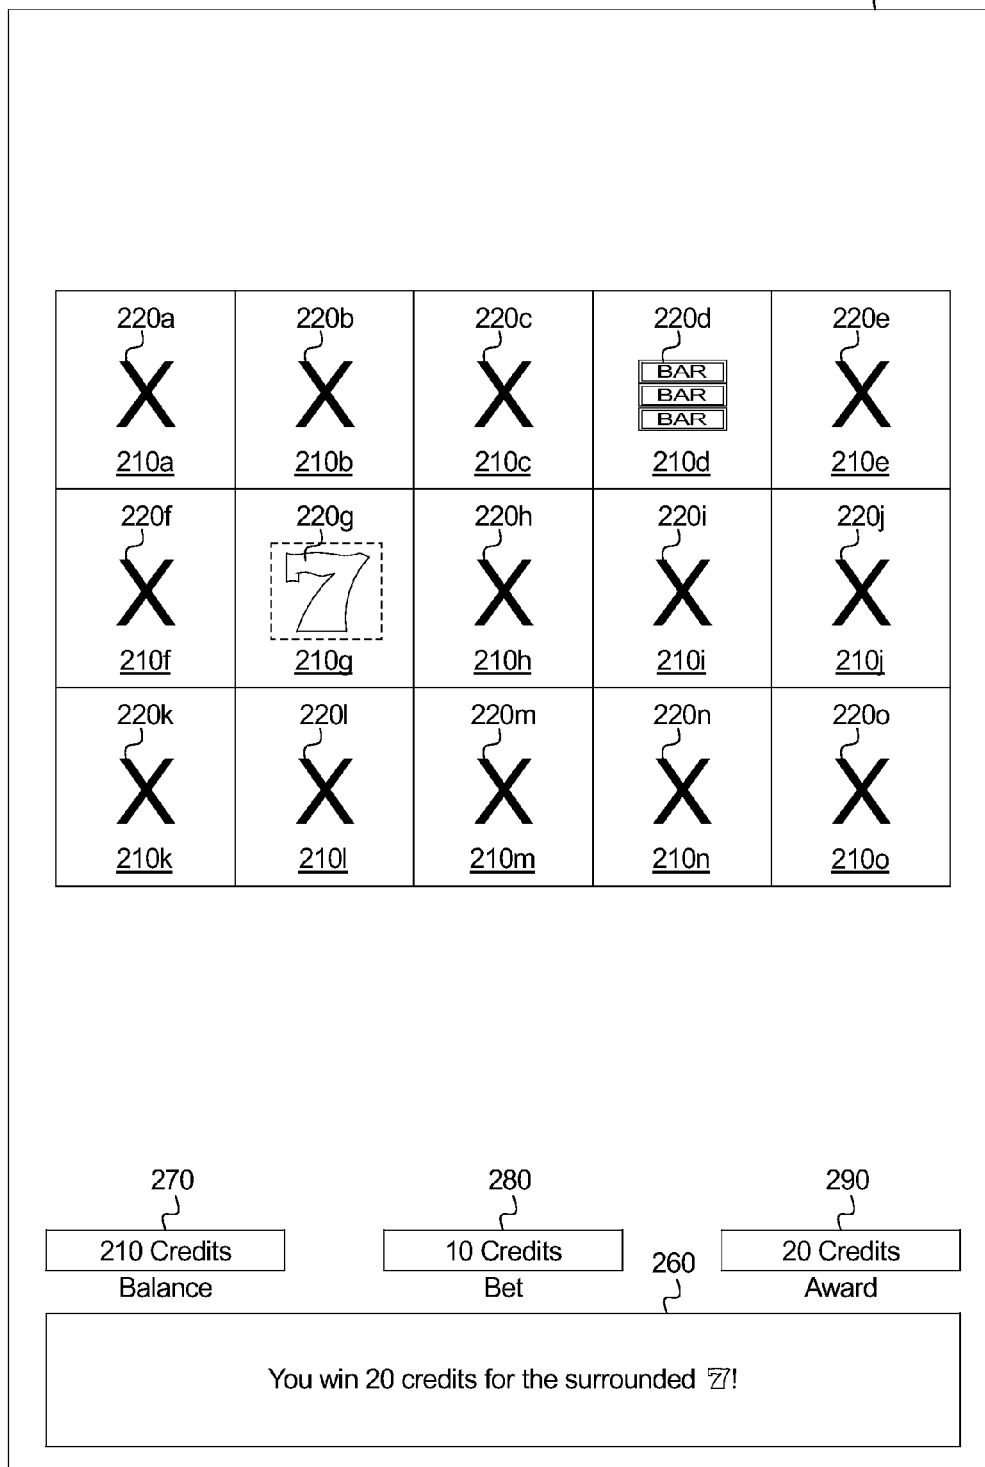 220a 220b 220c 220d 220e
X X X BAR X
BAR
BAR
210a 210b 210c 210d 210e
220f 220g 220h 220i 220j
X 7 X X X
210f 210g 210h 210i 210j
220k 220l 220m 220n 220o
X X X X X
210k 210l 210m 210n 210o
270 280 290
210 Credits 10 Credits 20 Credits
260
Balance Bet Award
You win 20 credits for the surrounded 7!